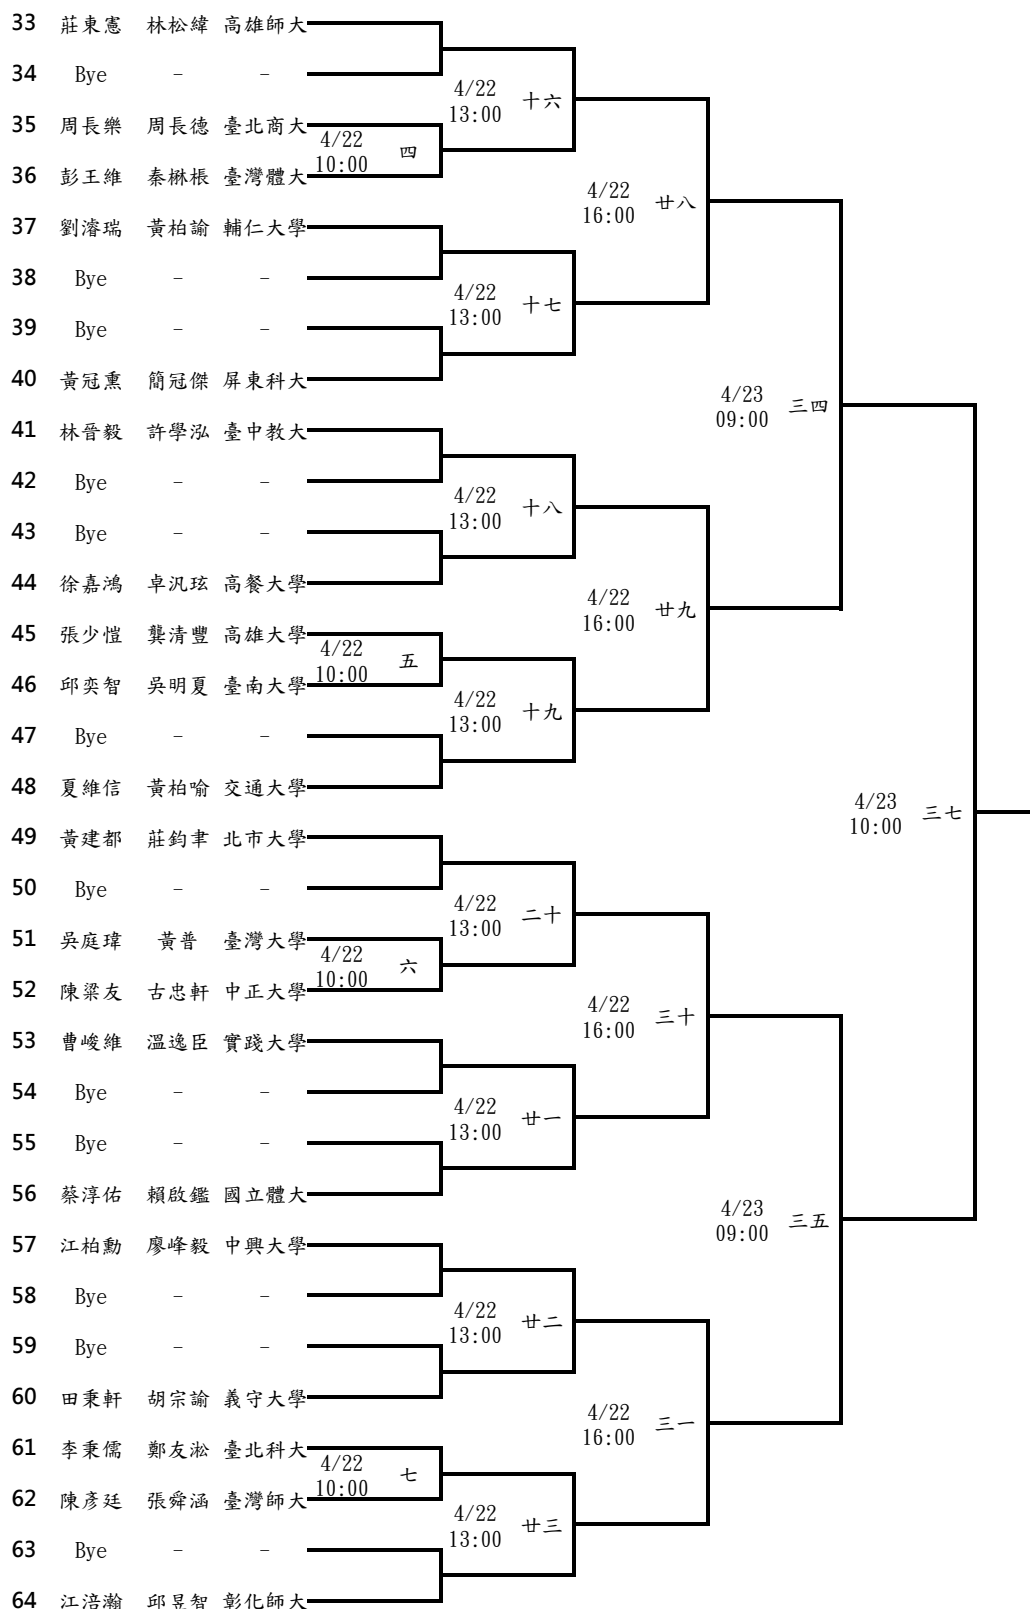 33 莊東憲 林松緯 高雄師大
34 Bye - -
4/22
13:00 十六
35 周長樂 周長德 臺北商大
4/22
10:00 四
36 彭王維 秦楙棖 臺灣體大
4/22
16:00 廿八
37 劉濬瑞 黃柏諭 輔仁大學
38 Bye - -
4/22
13:00 十七
39 Bye - -
40 黃冠熏 簡冠傑 屏東科大
4/23
09:00 三四
41 林晉毅 許學泓 臺中教大
42 Bye - -
4/22
13:00 十八
43 Bye - -
44 徐嘉鴻 卓汎玹 高餐大學
4/22
16:00 廿九
45 張少愷 龔清豐 高雄大學
4/22
10:00 五
46 邱奕智 吳明夏 臺南大學
4/22
13:00 十九
47 Bye - -
48 夏維信 黃柏喻 交通大學
4/23
10:00 三七
49 黃建都 莊鈞聿 北市大學
50 Bye - -
4/22
13:00 二十
51 吳庭瑋 黃普 臺灣大學
4/22
10:00 六
52 陳梁友 古忠軒 中正大學
4/22
16:00 三十
53 曹峻維 溫逸臣 實踐大學
54 Bye - -
4/22
13:00 廿一
55 Bye - -
56 蔡淳佑 賴啟鑑 國立體大
4/23
09:00 三五
57 江柏勳 廖峰毅 中興大學
58 Bye - -
4/22
13:00 廿二
59 Bye - -
60 田秉軒 胡宗諭 義守大學
4/22
16:00 三一
61 李秉儒 鄭友淞 臺北科大
4/22
10:00 七
62 陳彥廷 張舜涵 臺灣師大
4/22
13:00 廿三
63 Bye - -
64 江涪瀚 邱昱智 彰化師大